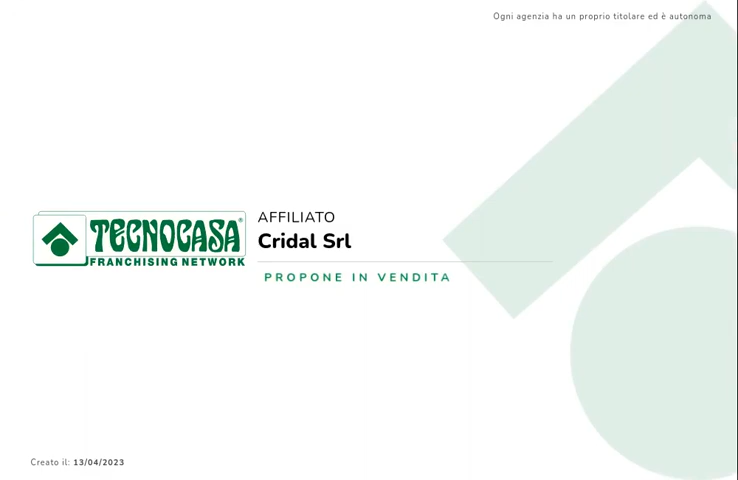 Ogni agenzia ha un proprio titolare ed è autonoma
TECNOCASA®
FRANCHISING NETWORK
AFFILIATO
Cridal Srl
PROPONE IN VENDITA
Creato il: 13/04/2023